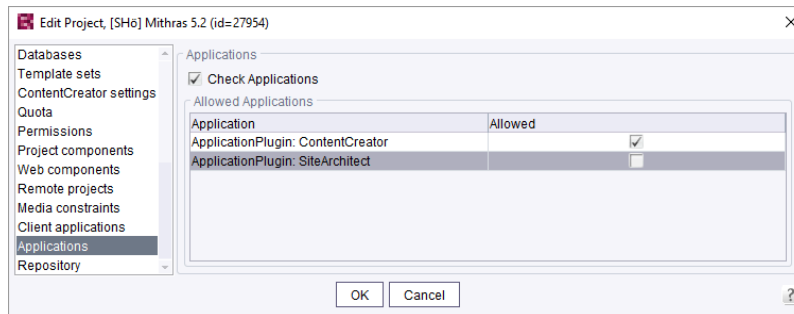 Edit Project, [SHö] Mithras 5.2 (id=27954)
Databases
Template sets
ContentCreator settings
Quota
Permissions
Project components
Web components
Remote projects
Media constraints
Client applications
Applications
Repository
Applications
Check Applications
Allowed Applications
Application Allowed
ApplicationPlugin: ContentCreator
ApplicationPlugin: SiteArchitect
OK Cancel
?